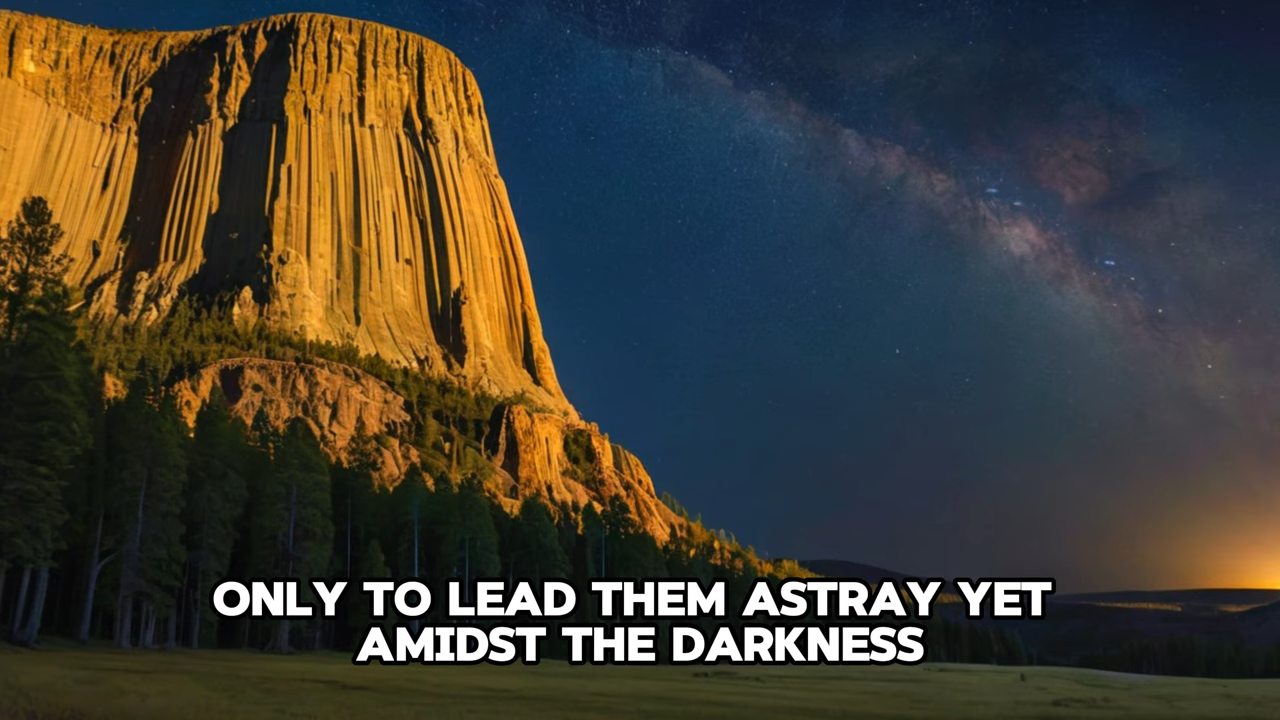 ONLY TO LEAD THEM ASTRAY YET
AMIDST THE DARKNESS